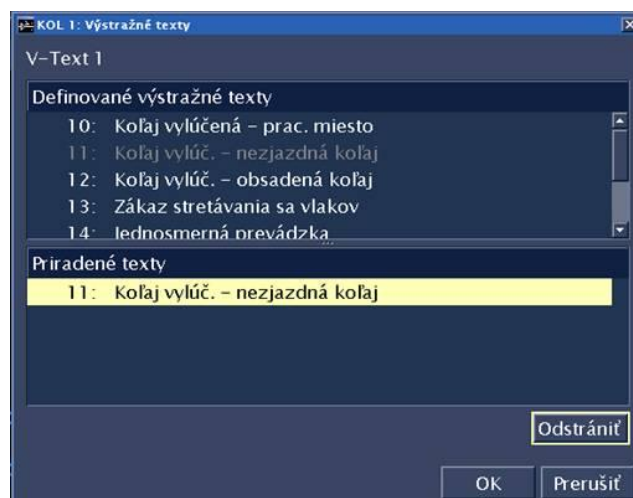 KOL 1: Výstražné texty
V-Text 1
Definované výstražné texty
10: Koľaj vylúčená – prac. miesto
11: Koľaj vylúč. – nezjazdná koľaj
12: Koľaj vylúč. – obsadená koľaj
13: Zákaz stretávania sa vlakov
14: Jednosmerná prevádzka
Priradené texty
11: Koľaj vylúč. – nezjazdná koľaj
Odstrániť
OK Prerušiť